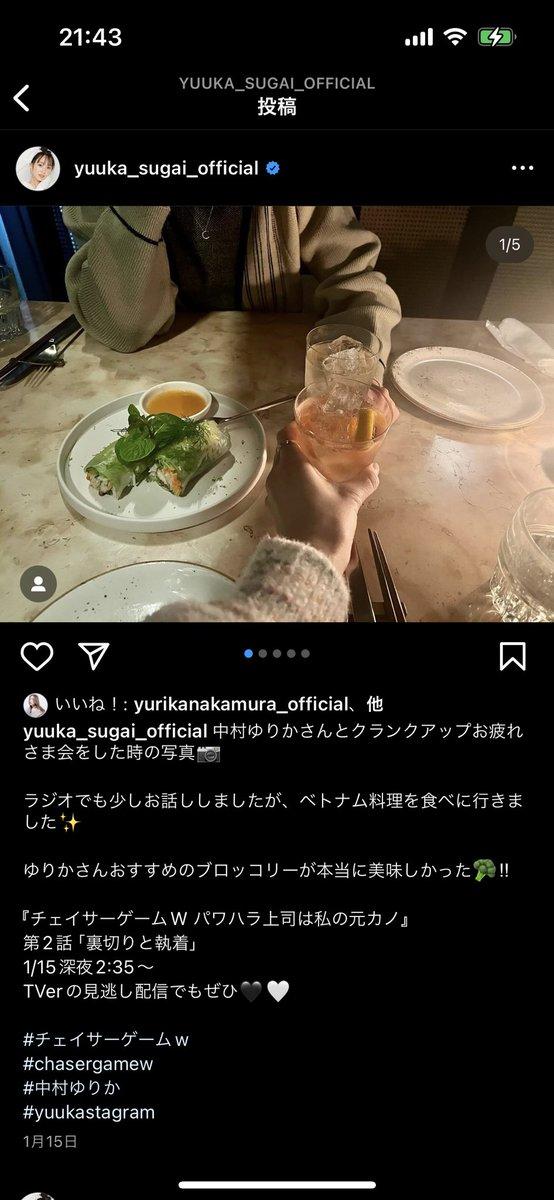 21:43
YUUKA_SUGAI_OFFICIAL
投稿
yuuka_sugai_official
1/5
いいね！: yurikanakamura_official、他
yuuka_sugai_official 中村ゆりかさんとクランクアップお疲れ
さま会をした時の写真📷
ラジオでも少しお話ししましたが、ベトナム料理を食べに行きま
した✨
ゆりかさんおすすめのブロッコリーが本当に美味しかった🥦‼️
『チェイサーゲームW パワハラ上司は私の元カノ』
第2話「裏切りと執着」
1/15深夜2:35〜
TVerの見逃し配信でもぜひ🖤🤍
#チェイサーゲームw
#chasergamew
#中村ゆりか
#yuukastagram
1月15日